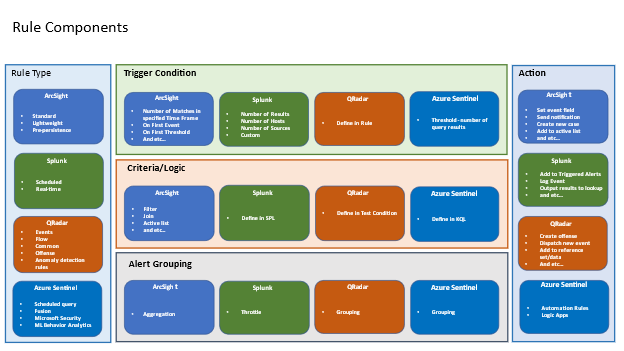 Rule Components
Rule Type
ArcSight
• Standard
• Lightweight
• Prepersistence
Splunk
• Scheduled
• Real-time
QRadar
• Events
• Flow
• Common
• Offense
• Anomaly detection
rules
Azure Sentinel
• Scheduled query
• Fusion
• Microsoft Security
• ML Behavior Analytics
Trigger Condition
ArcSight
• Number of Matches in
specified Time Frame
• On First Event
• On First Threshold
• And etc...
Splunk
• Number of Results
• Number of Hosts
• Number of Sources
• Custom
QRadar
• Define in Rule
Azure Sentinel
• Threshold–number of
query results
Criteria/Logic
ArcSight
• Filter
• Join
• Active list
• and etc...
Splunk
• Define in SPL
QRadar
• Define in Test Condition
Azure Sentinel
• Define in KQL
Alert Grouping
ArcSight
• Aggregation
Splunk
• Throttle
QRadar
• Grouping
Azure Sentinel
• Grouping
Action
ArcSight
• Set event field
• Send notification
• Create new case
• Add to active list
• and etc...
Splunk
• Add to Triggered Alerts
• Log Event
• Output results to lookup
• and etc...
QRadar
• Create offense
• Dispatch new event
• Add to reference
set/data
• And etc...
Azure Sentinel
• Automation Rules
• Logic Apps